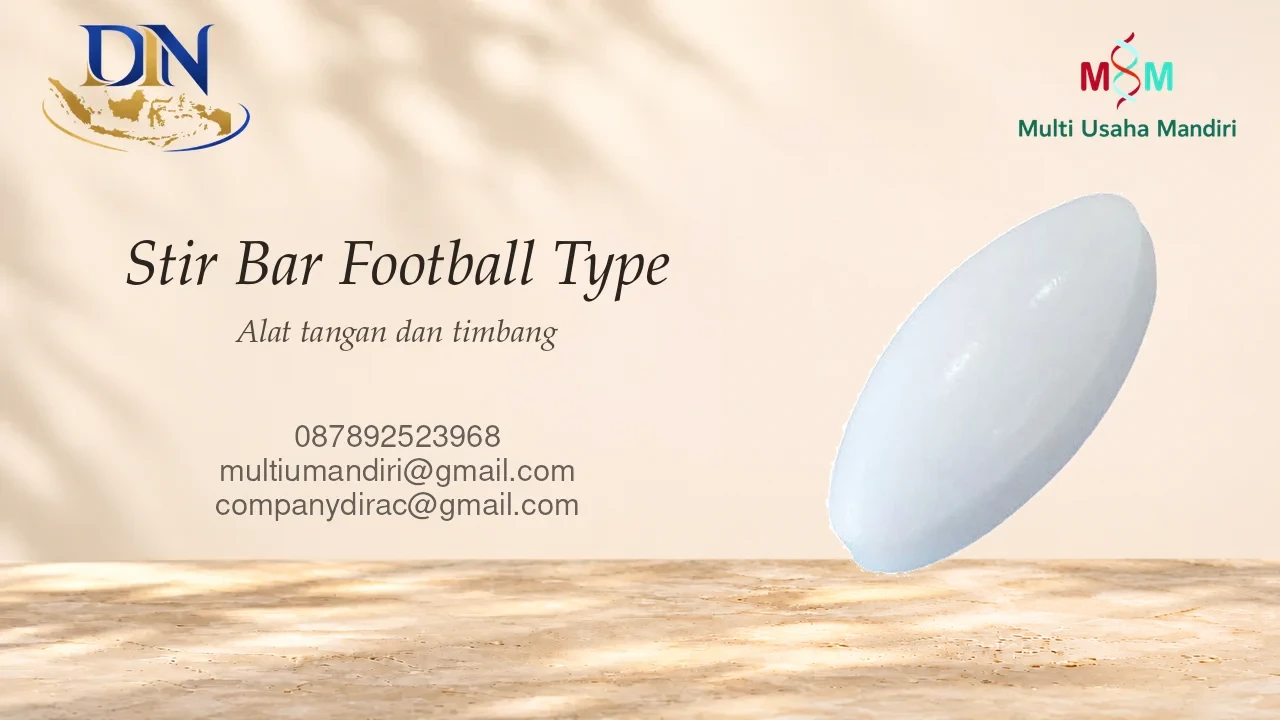 DIN
MSM
Multi Usaha Mandiri
Stir Bar Football Type
Alat tangan dan timbang
087892523968
multiumandiri@gmail.com
companydirac@gmail.com